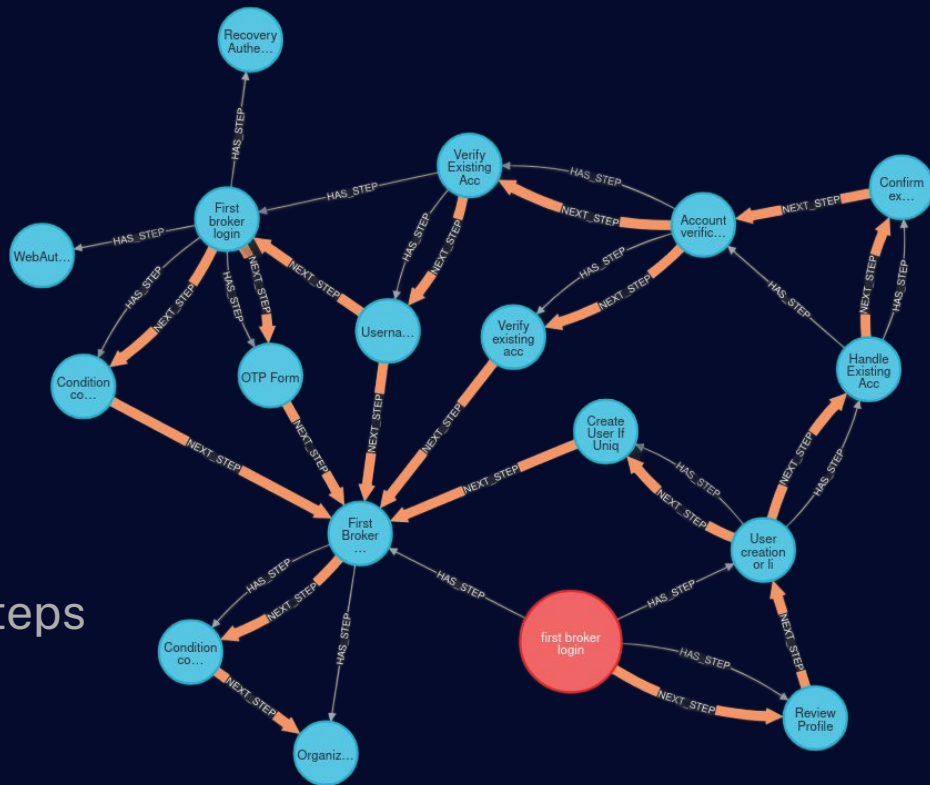 Recovery
Authe...
HAS_STEP
Verify
Existing
Acc
HAS_STEP
Confirm
ex...
HAS_STEP
NEXT_STEP
NEXT_STEP
First
broker
login
Account
verific...
HAS_STEP
WebAut...
HAS_STEP
NEXT_STEP
HAS_STEP
NEXT_STEP
HAS_STEP
NEXT_STEP
NEXT_STEP
HAS_STEP
NEXT_STEP
HAS_STEP
NEXT_STEP
HAS_STEP
Userna...
Verify
existing
acc
Handle
Existing
Acc
Condition
co...
OTP Form
NEXT_STEP
NEXT_STEP
NEXT_STEP
NEXT_STEP
Create
User If
Uniq
NEXT_STEP
NEXT_STEP
HAS_STEP
HAS_STEP
NEXT_STEP
First
Broker
...
User
creation
or li
HAS_STEP
NEXT_STEP
HAS_STEP
HAS_STEP
HAS_STEP
teps
first broker
login
HAS_STEP
NEXT_STEP
NEXT_STEP
Condition
co...
NEXT_STEP
Review
Profile
Organiz...